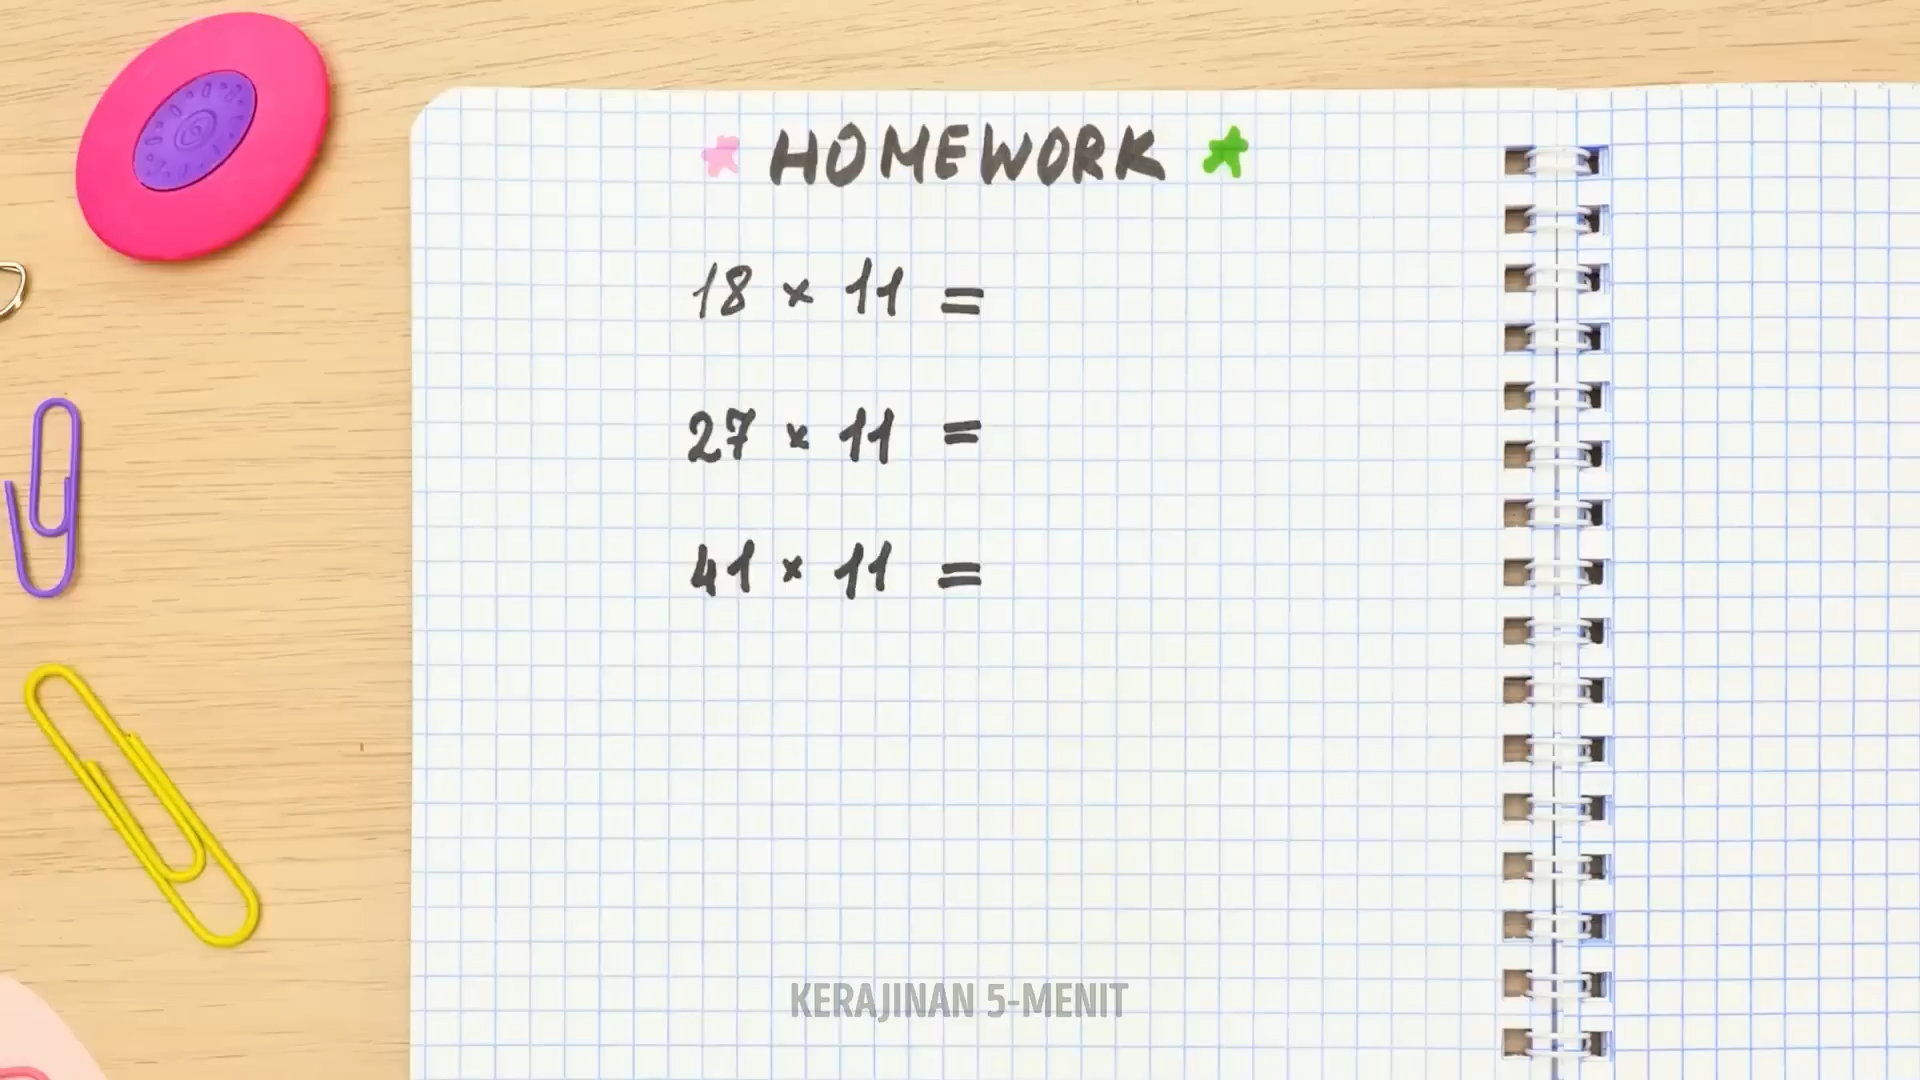 HOMEWORK
18 × 11 =
27 × 11 =
41 × 11 =
KERAJINAN 5-MENIT